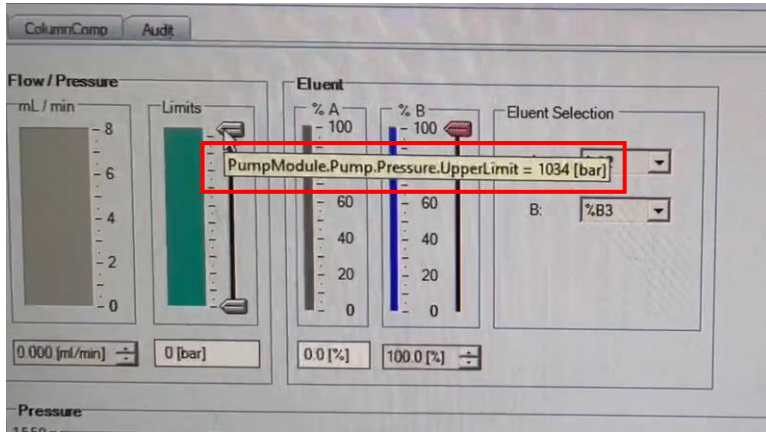 ColumnComp Audit
Flow / Pressure
mL / min
Limits
8
6
4
2
0
0.000 [ml/min]
0 [bar]
Eluent
% A
100
60
40
20
0
0.0 [%]
% B
100
60
40
20
0
100.0 [%]
Eluent Selection
B: %B3
PumpModule.Pump.Pressure.UpperLimit = 1034 [bar]
Pressure